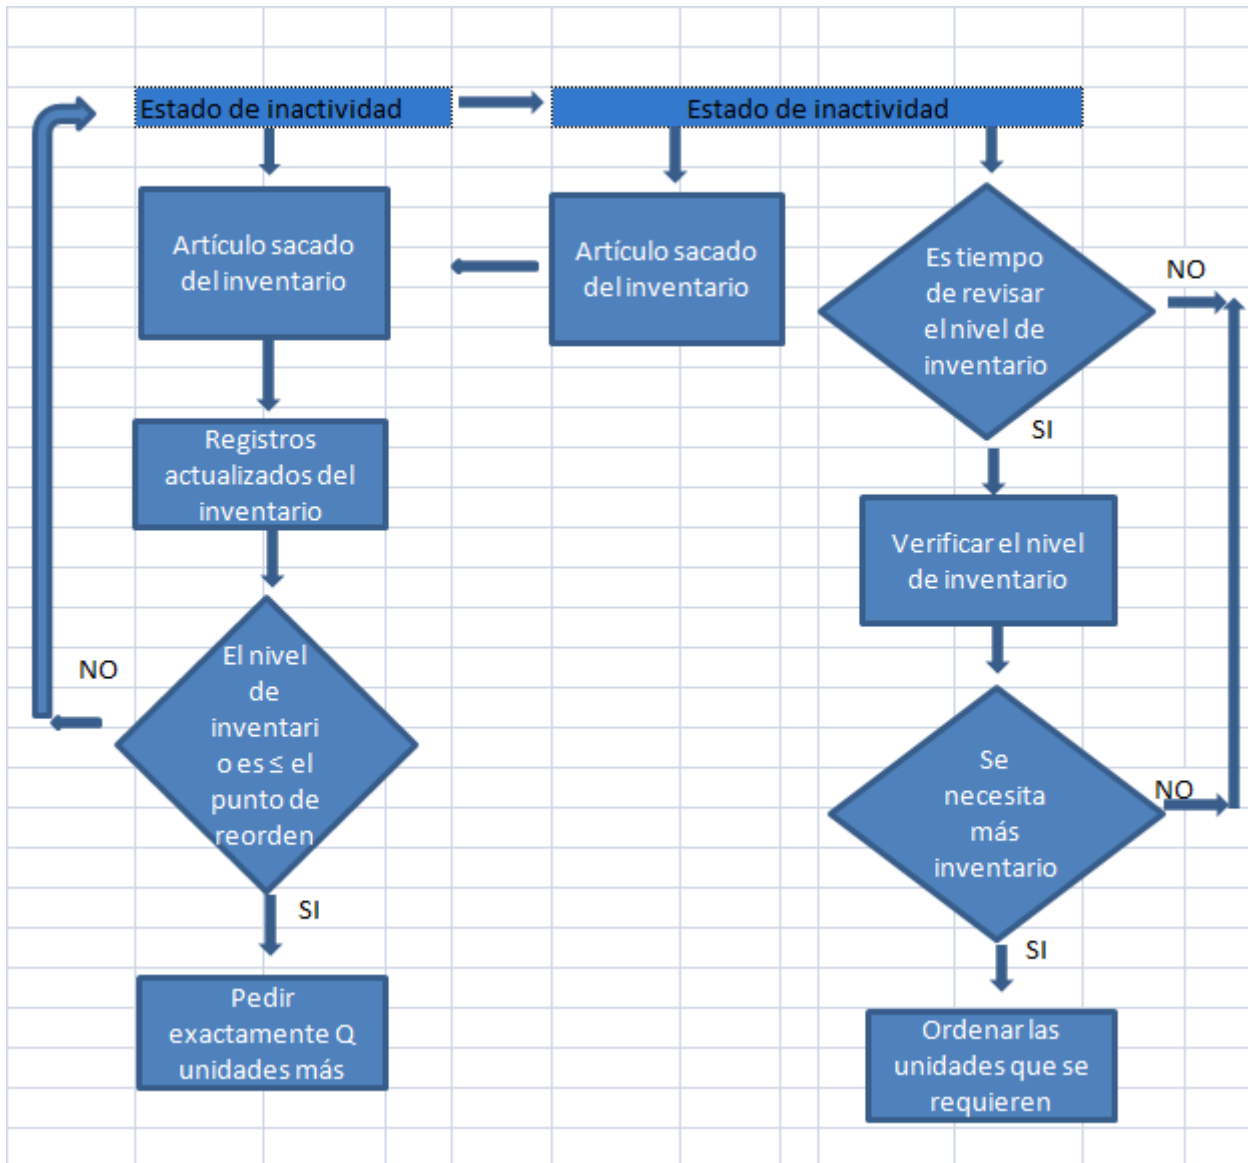 Estado de inactividad
Estado de inactividad
Artículo sacado
del inventario
Artículo sacado
del inventario
Es tiempo
de revisar
el nivel de
inventario
NO
SI
Registros
actualizados del
inventario
Verificar el nivel
de inventario
El nivel
de
inventari
o es ≤ el
punto de
reorden
NO
SI
Se
necesita
más
inventario
NO
SI
Pedir
exactamente Q
unidades más
Ordenar las
unidades que se
requieren